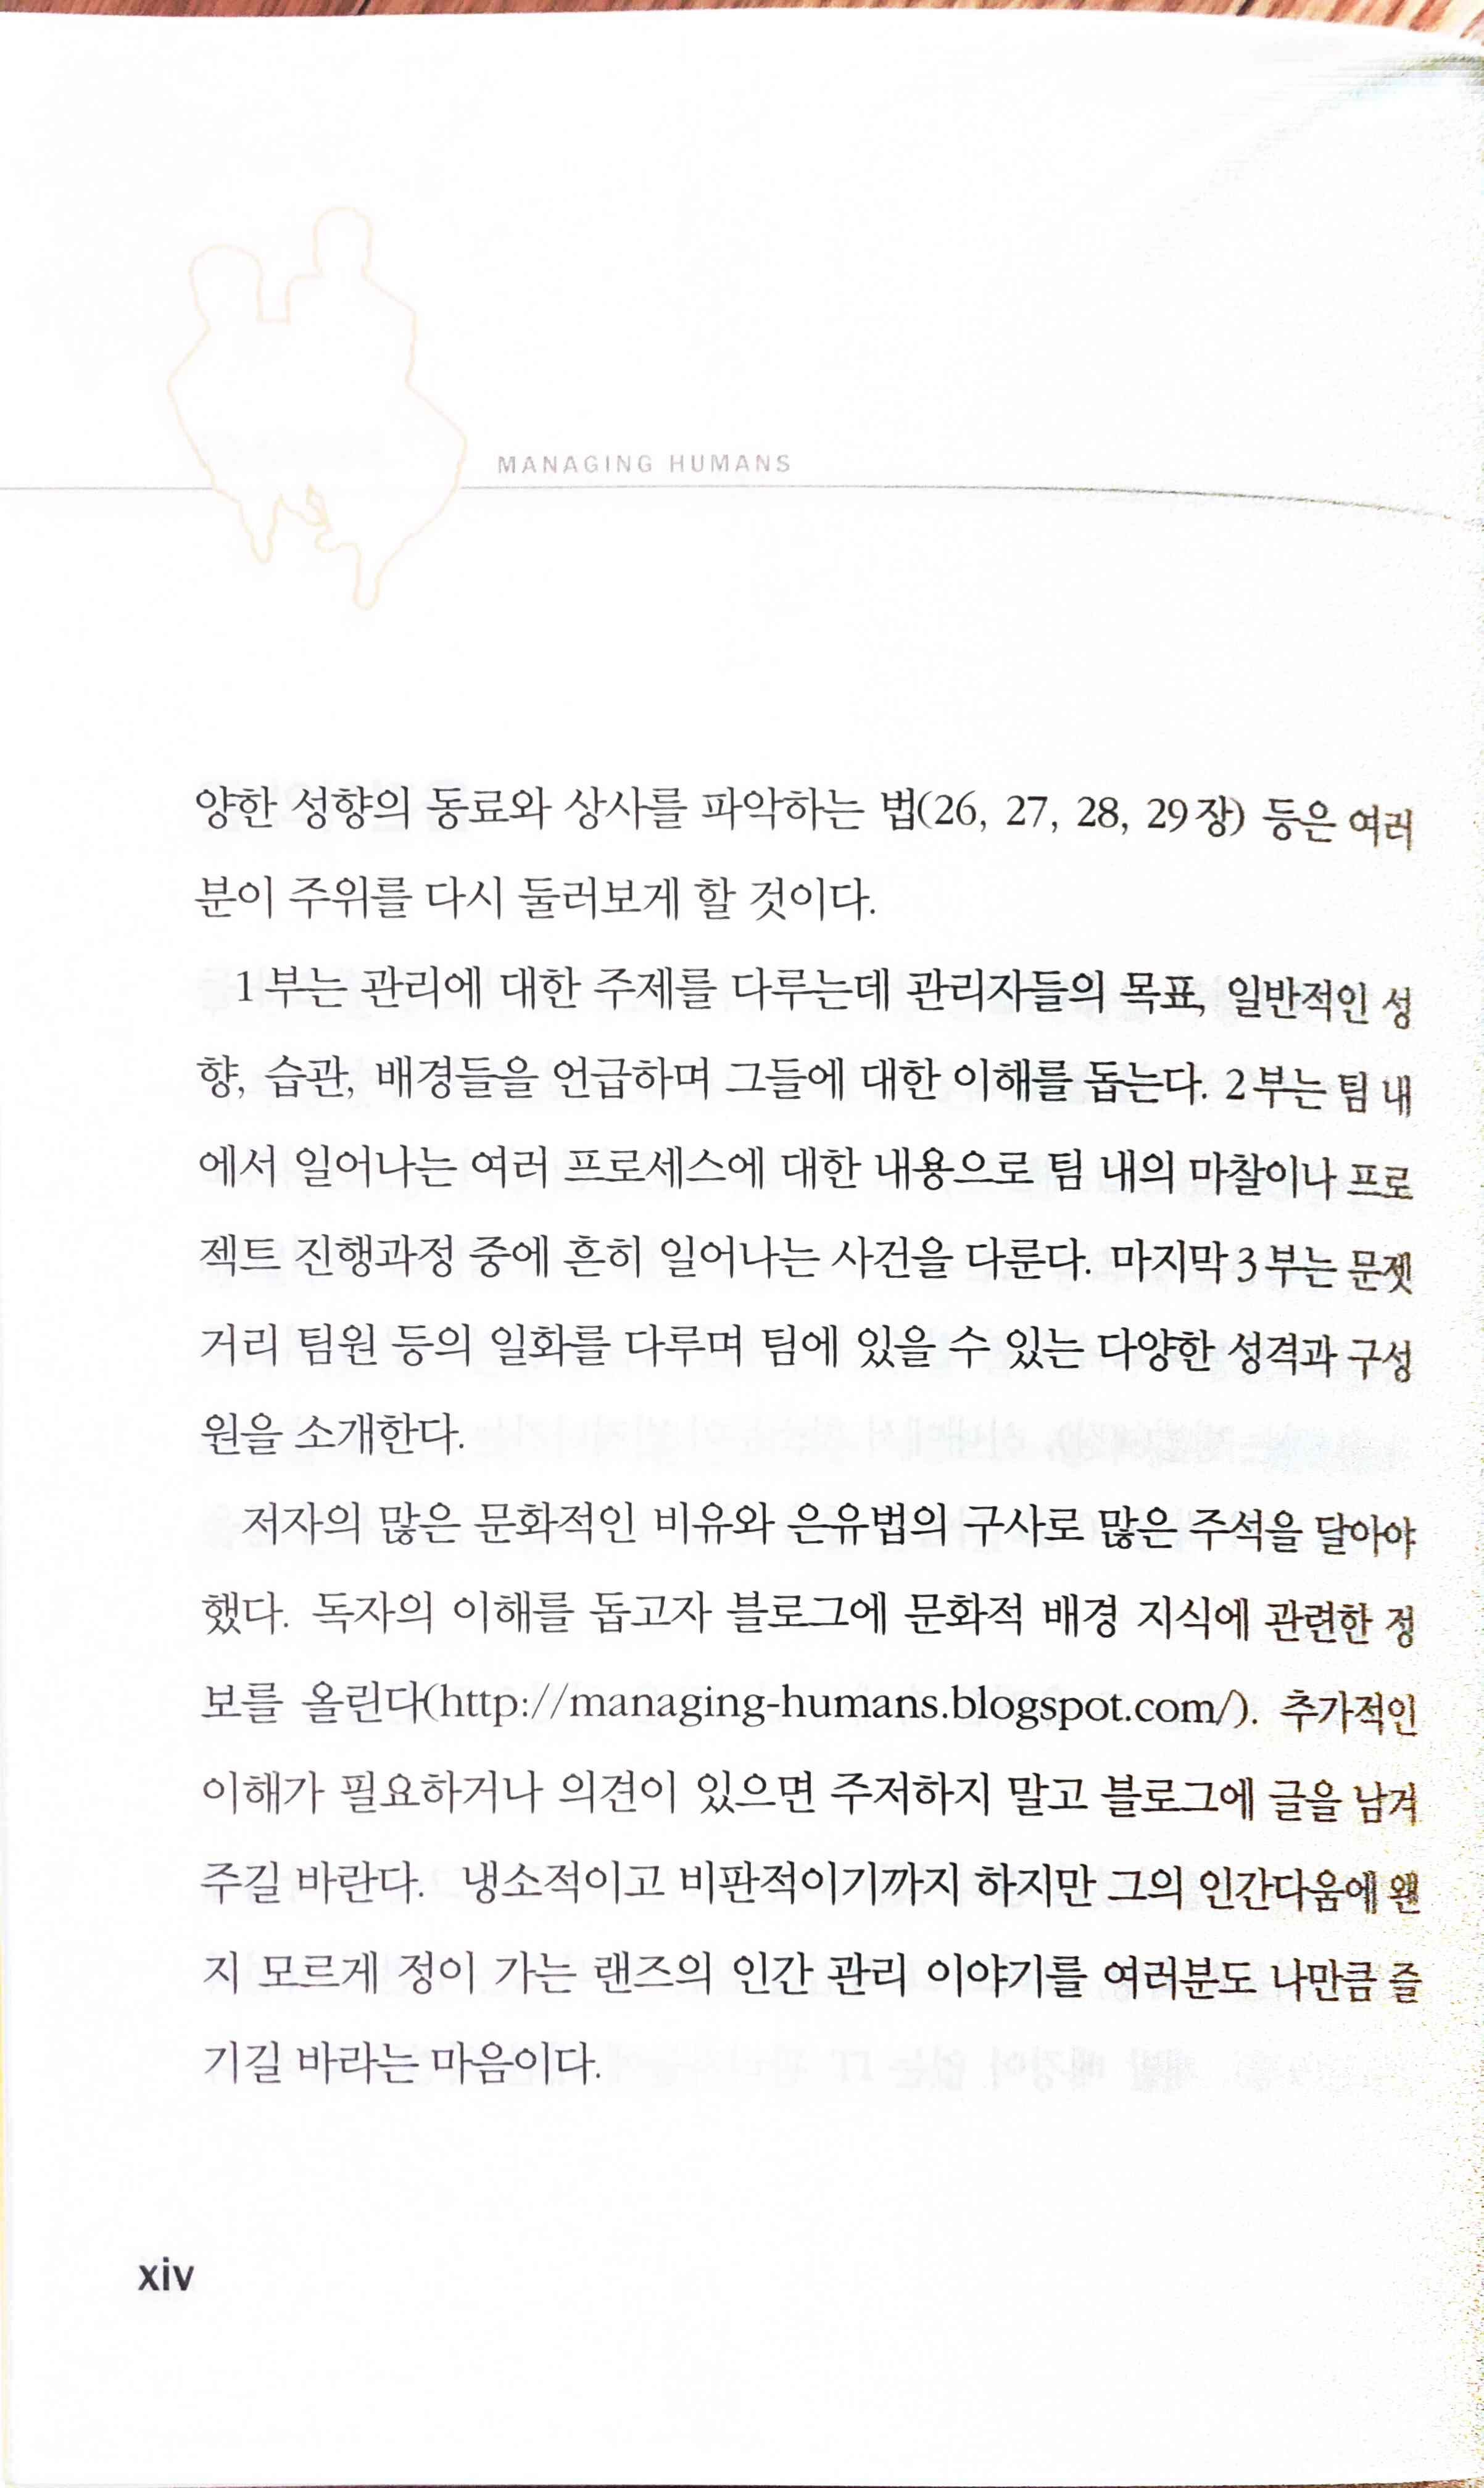 MANAGING HUMANS
양한 성향의 동료와 상사를 파악하는 법(26, 27, 28, 29장) 등은 여러
분이 주위를 다시 둘러보게 할 것이다.
1부는 관리에 대한 주제를 다루는데 관리자들의 목표, 일반적인 성
향, 습관, 배경들을 언급하며 그들에 대한 이해를 돕는다. 2부는 팀 내
에서 일어나는 여러 프로세스에 대한 내용으로 팀 내의 마찰이나 프로
젝트 진행과정 중에 흔히 일어나는 사건을 다룬다. 마지막 3부는 문젯
거리 팀원 등의 일화를 다루며 팀에 있을 수 있는 다양한 성격과 구성
원을 소개한다.
저자의 많은 문화적인 비유와 은유법의 구사로 많은 주석을 달아야
했다. 독자의 이해를 돕고자 블로그에 문화적 배경 지식에 관련한 정
보를 올린다(http://managing-humans.blogspot.com/). 추가적인
이해가 필요하거나 의견이 있으면 주저하지 말고 블로그에 글을 남겨
주길 바란다. 냉소적이고 비판적이기까지 하지만 그의 인간다움에 왠
지 모르게 정이 가는 랜즈의 인간 관리 이야기를 여러분도 나만큼 즐
기길 바라는 마음이다.
xiv